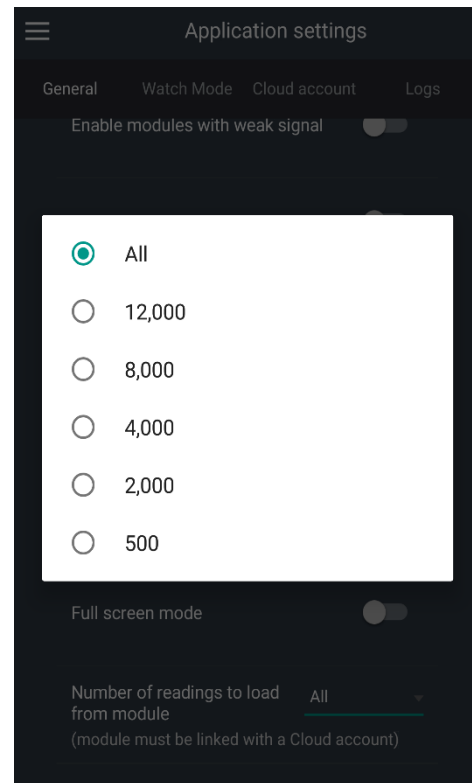 Application settings
General Watch Mode Cloud account Logs
Enable modules with weak signal
All
12,000
8,000
4,000
2,000
500
Full screen mode
Number of readings to load All
from module
(module must be linked with a Cloud account)